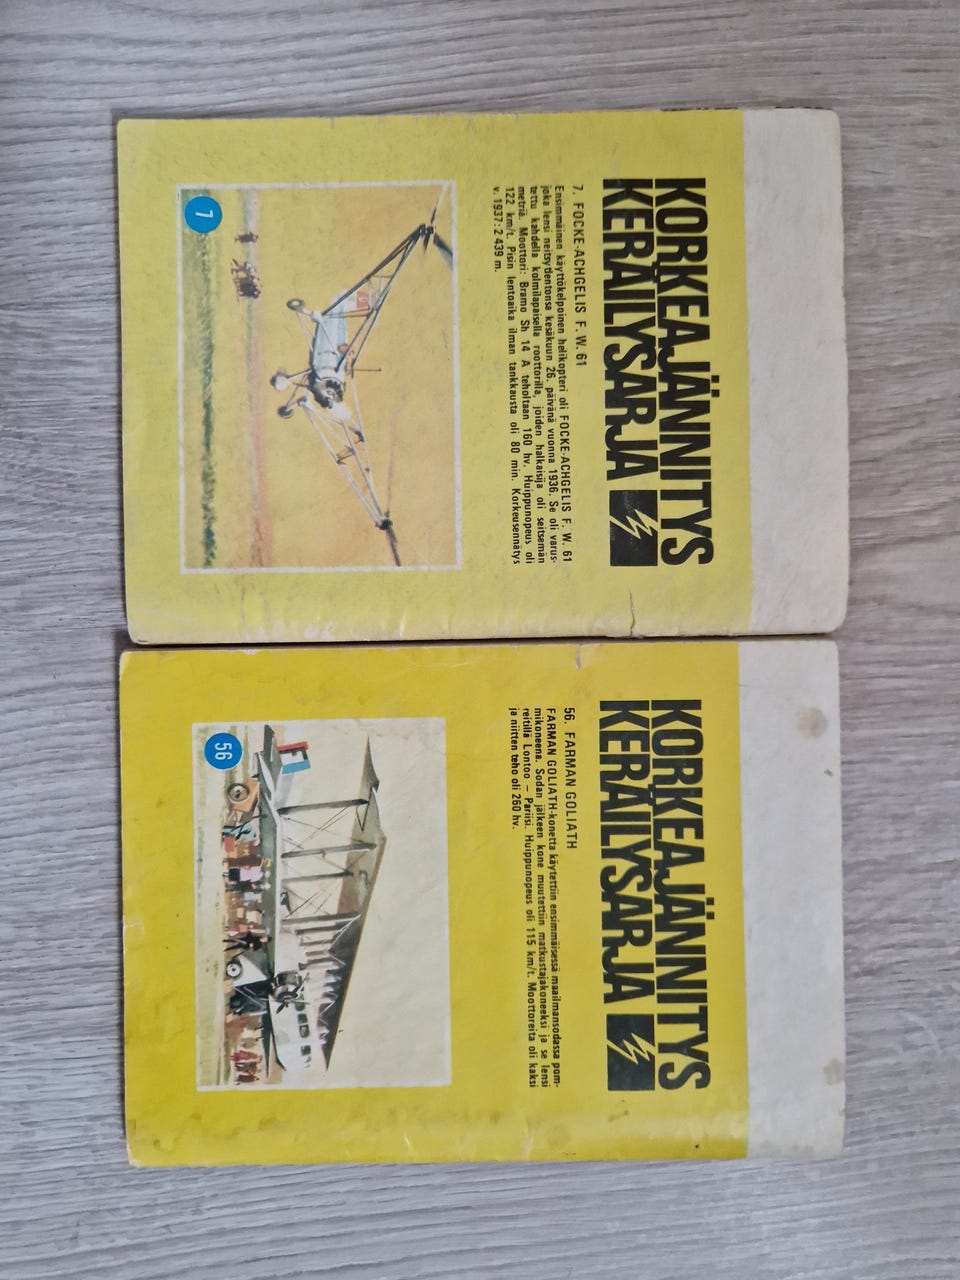 KORKEAJÄNNITYS
KERÄILYSARJA
7. FOCKE-ACHGELIS F. W. 61
Ensimmäinen käyttökelpoinen helikopteri oli FOCKE-ACHGELIS F. W. 61
joka lensi neitsytlentonsa kesäkuun 26. päivänä vuonna 1936. Se oli varus-
tettu kahdella kolmilapaisella roottorilla, joiden halkaisija oli seitsemän
metriä. Moottori: Bramo Sh 14 A teholtaan 160 hv. Huippunopeus oli
122 km/t. Pisin lentoaika ilman tankkausta oli 80 min. Korkeusennätys
v. 1937: 2 439 m.
7
KORKEAJÄNNITYS
KERÄILYSARJA
56. FARMAN GOLIATH
FARMAN GOLIATH-konetta käytettiin ensimmäisessä maailmansodassa pom-
mikoneena. Sodan jälkeen kone muutettiin matkustajakoneeksi ja se lensi
reitillä Lontoo – Pariisi. Huippunopeus oli 115 km/t. Moottoreita oli kaksi
ja niitten teho oli 260 hv.
F
56